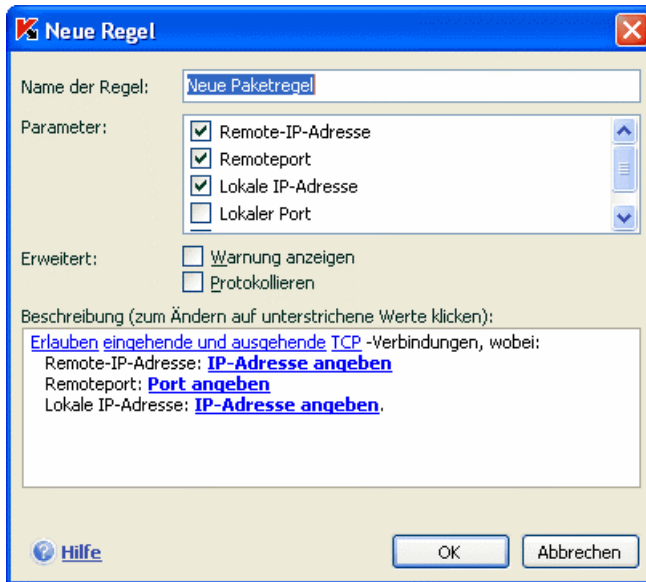 Neue Regel
Name der Regel: Neue Paketregel
Parameter:
Remote-IP-Adresse
Remoteport
Lokale IP-Adresse
Lokaler Port
Erweitert:
Warnung anzeigen
Protokollieren
Beschreibung (zum Ändern auf unterstrichene Werte klicken):
Erlauben eingehende und ausgehende TCP -Verbindungen, wobei:
Remote-IP-Adresse: IP-Adresse angeben
Remoteport: Port angeben
Lokale IP-Adresse: IP-Adresse angeben.
Hilfe
OK
Abbrechen